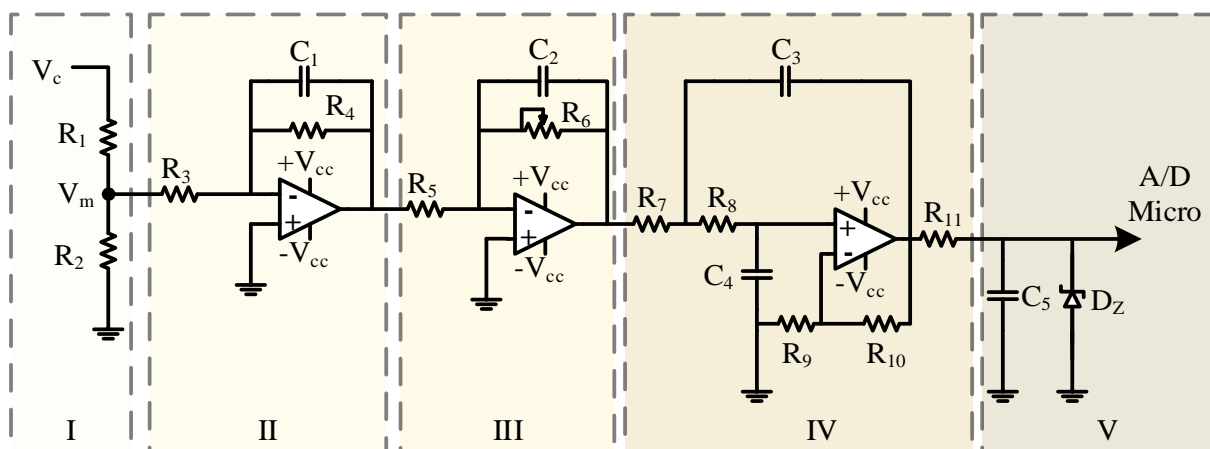 V_c
R_1
V_m
R_2
I
C_1
R_4
R_3
+V_cc
-
+
-V_cc
II
C_2
R_6
R_5
+V_cc
-
+
-V_cc
III
C_3
R_7
R_8
+V_cc
+
-
-V_cc
C_4
R_9
R_10
R_11
IV
A/D
Micro
C_5
D_Z
V